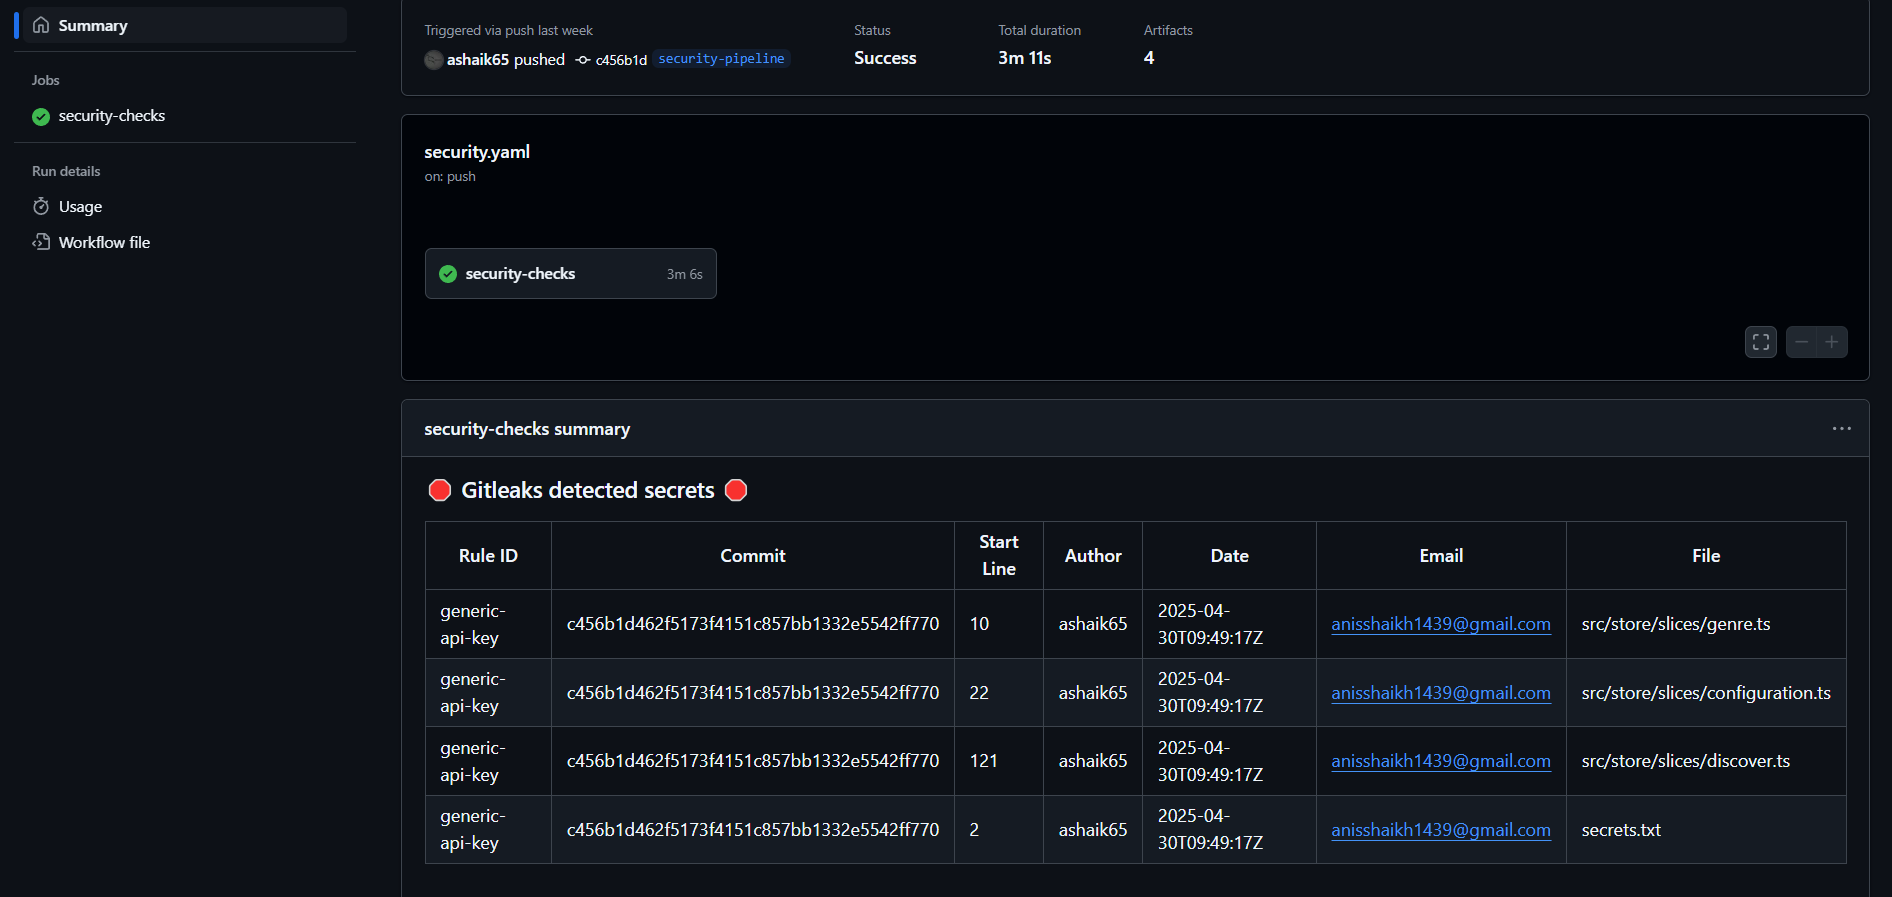 Summary
Jobs
security-checks
Run details
Usage
Workflow file
Triggered via push last week
ashaik65 pushed c456b1d security-pipeline
Status
Success
Total duration
3m 11s
Artifacts
4
security.yaml
on: push
security-checks 3m 6s
security-checks summary
Gitleaks detected secrets
Rule ID Commit Start Line Author Date Email File
generic-api-key c456b1d462f5173f4151c857bb1332e5542ff770 10 ashaik65 2025-04-30T09:49:17Z anisshaikh1439@gmail.com src/store/slices/genre.ts
generic-api-key c456b1d462f5173f4151c857bb1332e5542ff770 22 ashaik65 2025-04-30T09:49:17Z anisshaikh1439@gmail.com src/store/slices/configuration.ts
generic-api-key c456b1d462f5173f4151c857bb1332e5542ff770 121 ashaik65 2025-04-30T09:49:17Z anisshaikh1439@gmail.com src/store/slices/discover.ts
generic-api-key c456b1d462f5173f4151c857bb1332e5542ff770 2 ashaik65 2025-04-30T09:49:17Z anisshaikh1439@gmail.com secrets.txt